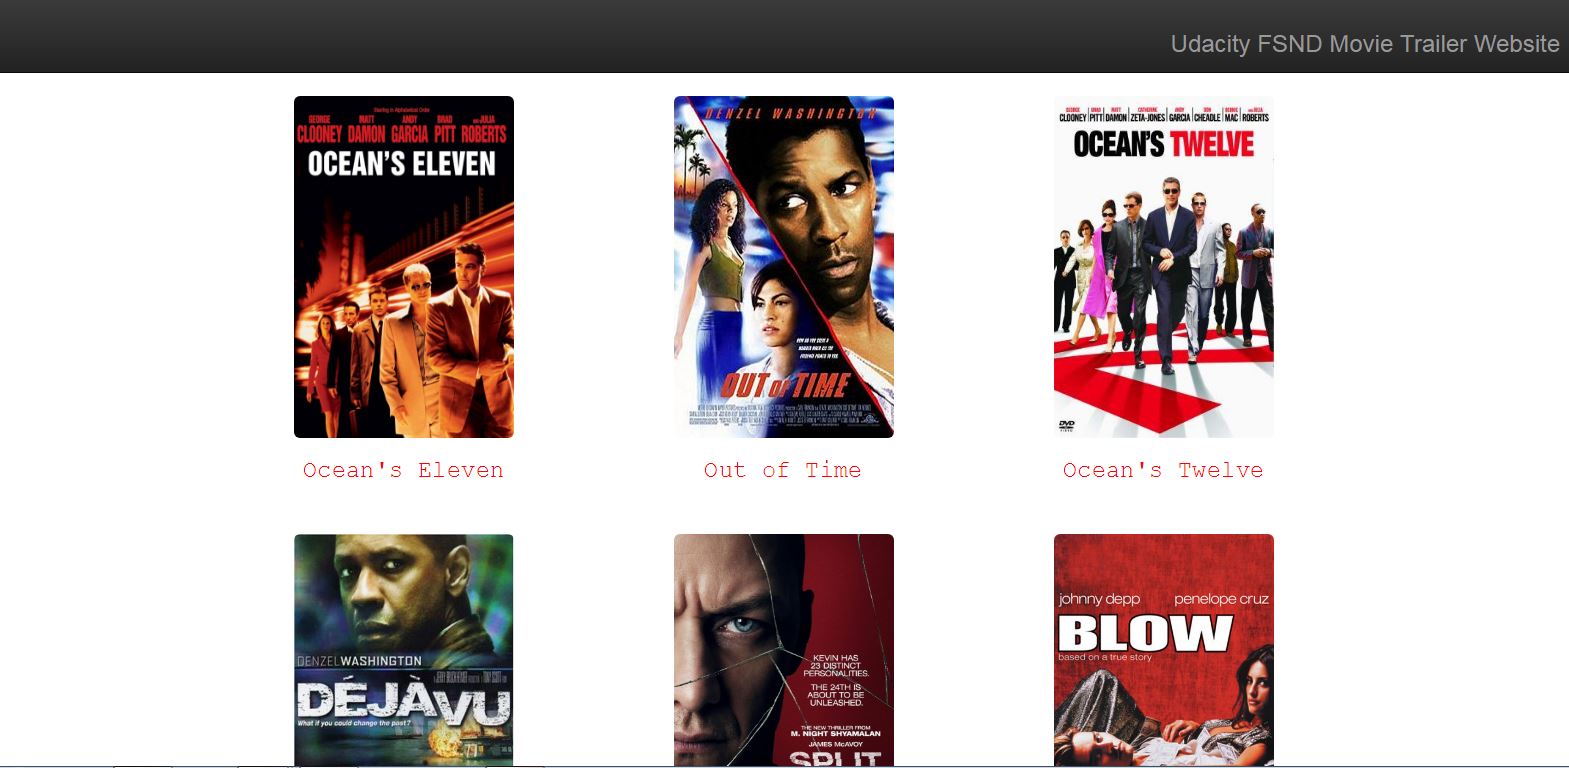 Udacity FSND Movie Trailer Website
Starring in Alphabetical Order
GEORGE CLOONEY MATT DAMON ANDY GARCIA BRAD PITT AND JULIA ROBERTS
OCEAN'S ELEVEN
Ocean's Eleven
DENZEL WASHINGTON
OUT OF TIME
Out of Time
GEORGE CLOONEY BRAD PITT MATT DAMON CATHERINE ZETA-JONES ANDY GARCIA DON CHEADLE BERNIE MAC AND JULIA ROBERTS
OCEAN'S TWELVE
DVD
VIDEO
Ocean's Twelve
DENZEL WASHINGTON
DÉJÀ VU
What if you could change the past?
KEVIN HAS
23 DISTINCT
PERSONALITIES.
THE 24TH IS
ABOUT TO BE
UNLEASHED.
THE NEW THRILLER FROM
M. NIGHT SHYAMALAN
JAMES McAVOY
SPLIT
johnny depp penelope cruz
BLOW
based on a true story